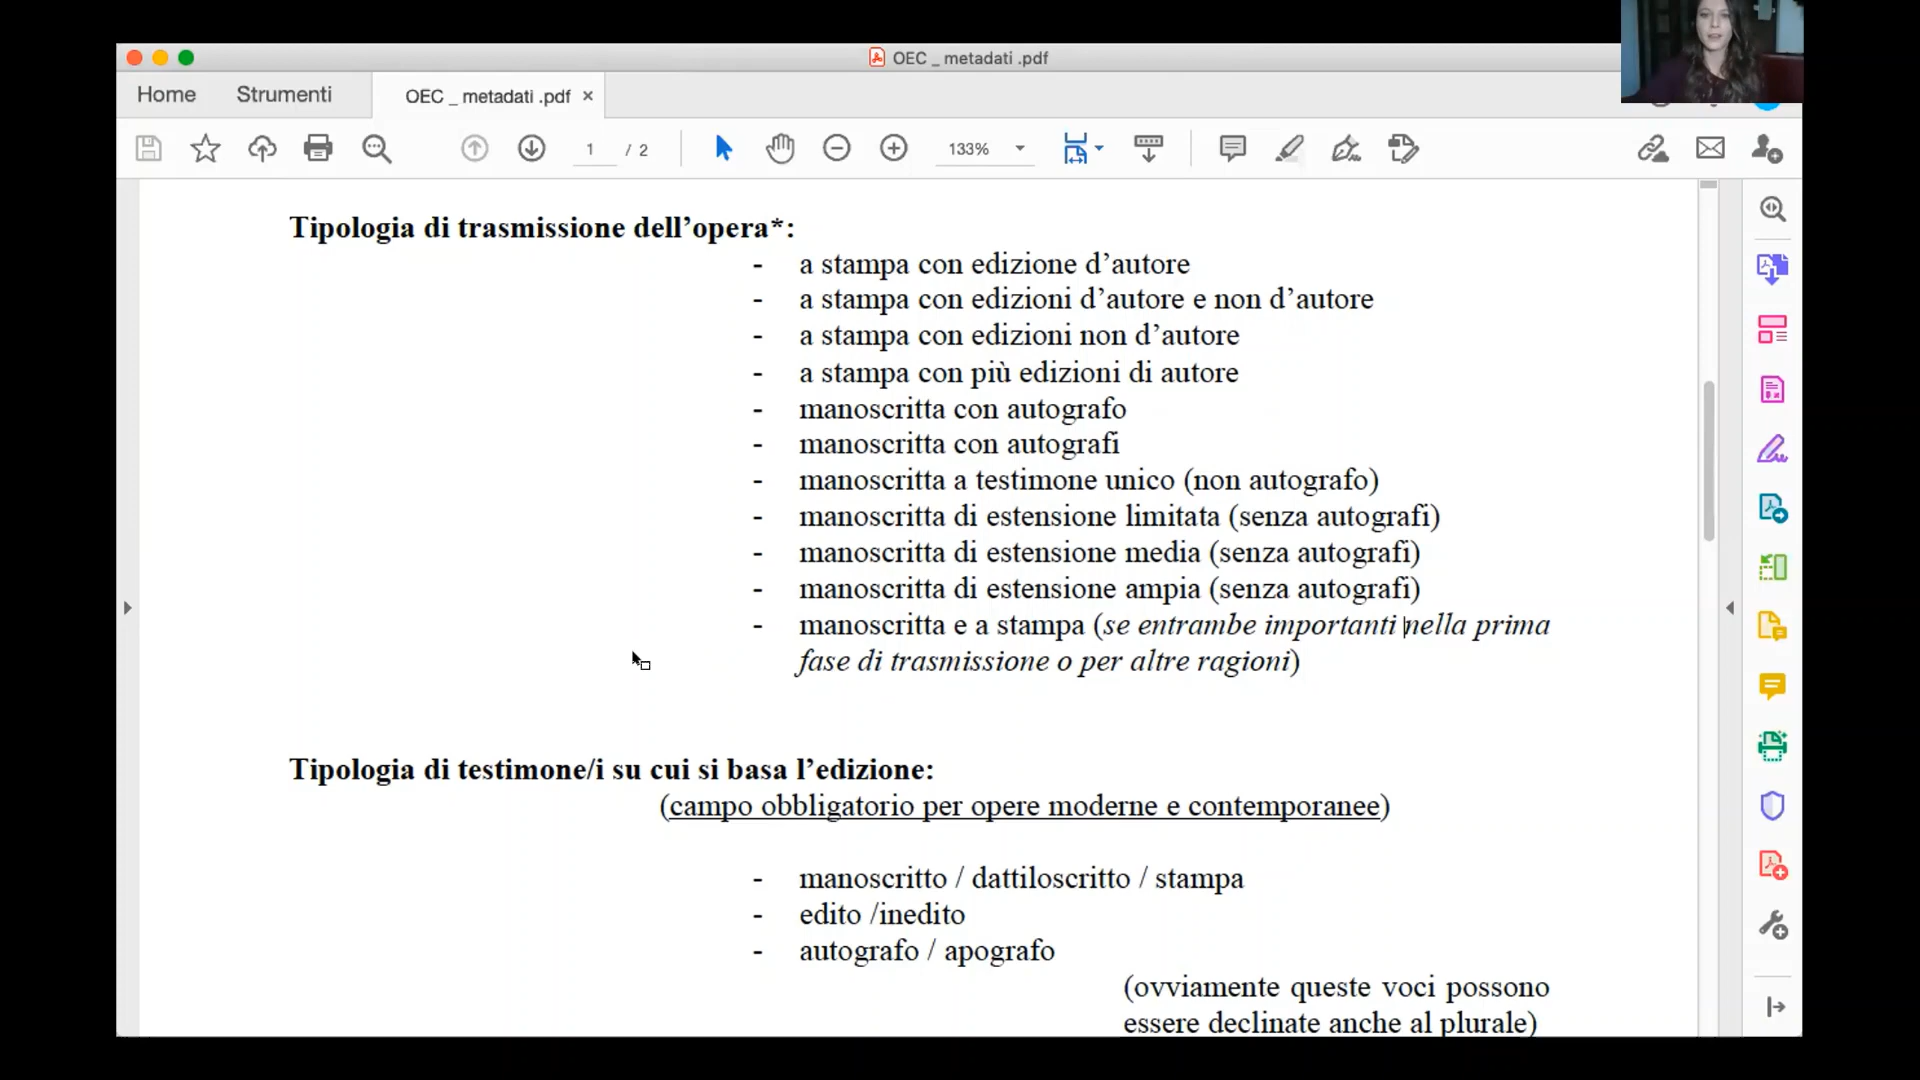 OEC _ metadati .pdf
Home
Strumenti
OEC _ metadati .pdf ×
1 / 2
133%
Tipologia di trasmissione dell’opera*:
- a stampa con edizione d’autore
- a stampa con edizioni d’autore e non d’autore
- a stampa con edizioni non d’autore
- a stampa con più edizioni di autore
- manoscritta con autografo
- manoscritta con autografi
- manoscritta a testimone unico (non autografo)
- manoscritta di estensione limitata (senza autografi)
- manoscritta di estensione media (senza autografi)
- manoscritta di estensione ampia (senza autografi)
- manoscritta e a stampa (se entrambe importanti nella prima
fase di trasmissione o per altre ragioni)
Tipologia di testimone/i su cui si basa l’edizione:
(campo obbligatorio per opere moderne e contemporanee)
- manoscritto / dattiloscritto / stampa
- edito /inedito
- autografo / apografo
(ovviamente queste voci possono
essere declinate anche al plurale)